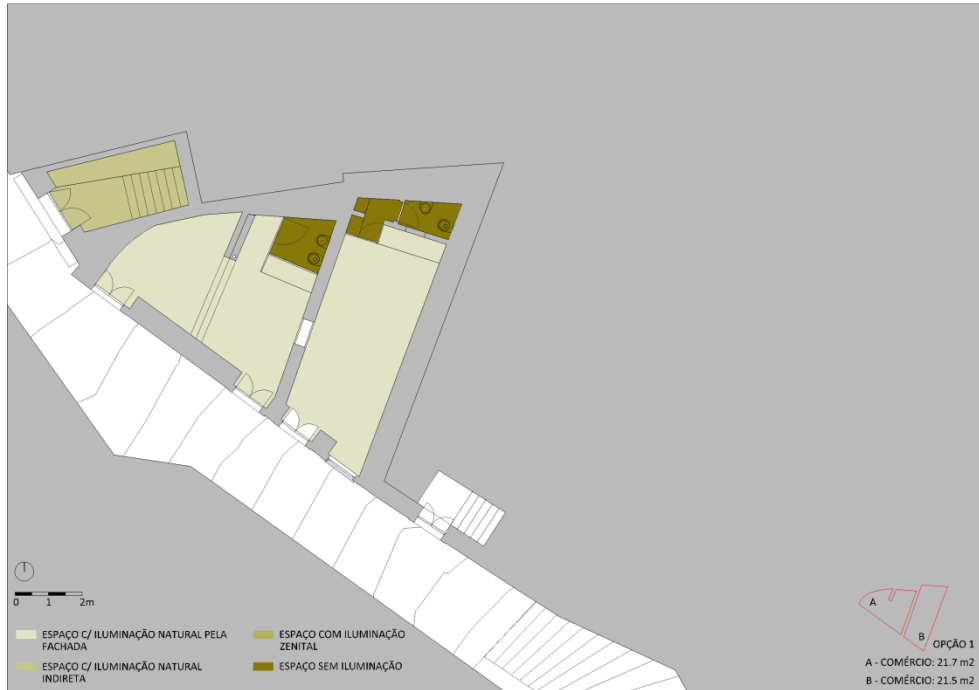 0 1 2m
ESPAÇO C/ ILUMINAÇÃO NATURAL PELA
FACHADA
ESPAÇO C/ ILUMINAÇÃO NATURAL
INDIRETA
ESPAÇO COM ILUMINAÇÃO
ZENITAL
ESPAÇO SEM ILUMINAÇÃO
A
B
OPÇÃO 1
A - COMÉRCIO: 21.7 m2
B - COMÉRCIO: 21.5 m2